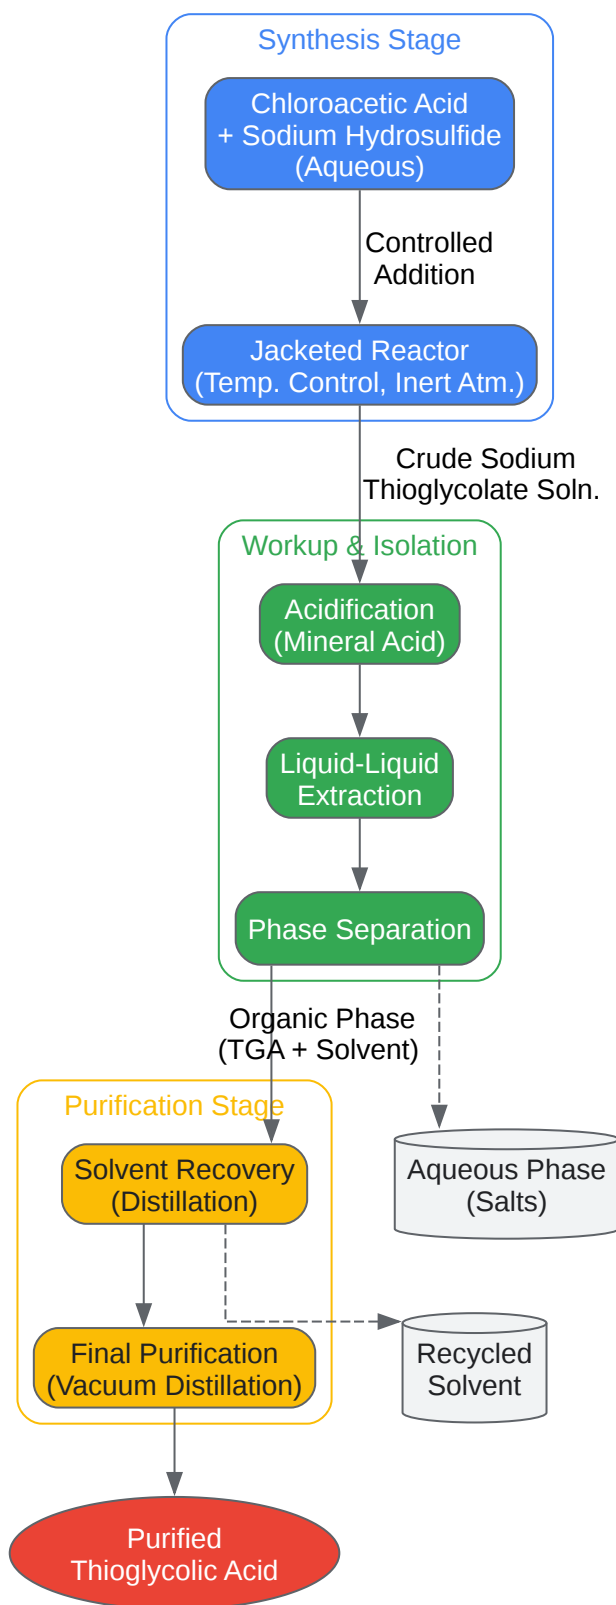 Synthesis Stage
Chloroacetic Acid
+ Sodium Hydrosulfide
(Aqueous)
Controlled
Addition
Jacketed Reactor
(Temp. Control, Inert Atm.)
Crude Sodium
Thioglycolate Soln.
Workup & Isolation
Acidification
(Mineral Acid)
Liquid-Liquid
Extraction
Phase Separation
Organic Phase
(TGA + Solvent)
Purification Stage
Solvent Recovery
(Distillation)
Aqueous Phase
(Salts)
Final Purification
(Vacuum Distillation)
Recycled
Solvent
Purified
Thioglycolic Acid